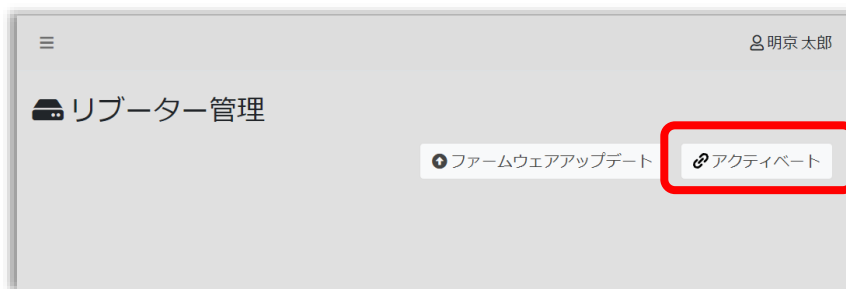 明京 太郎
リブーター管理
ファームウェアアップデート
アクティベート